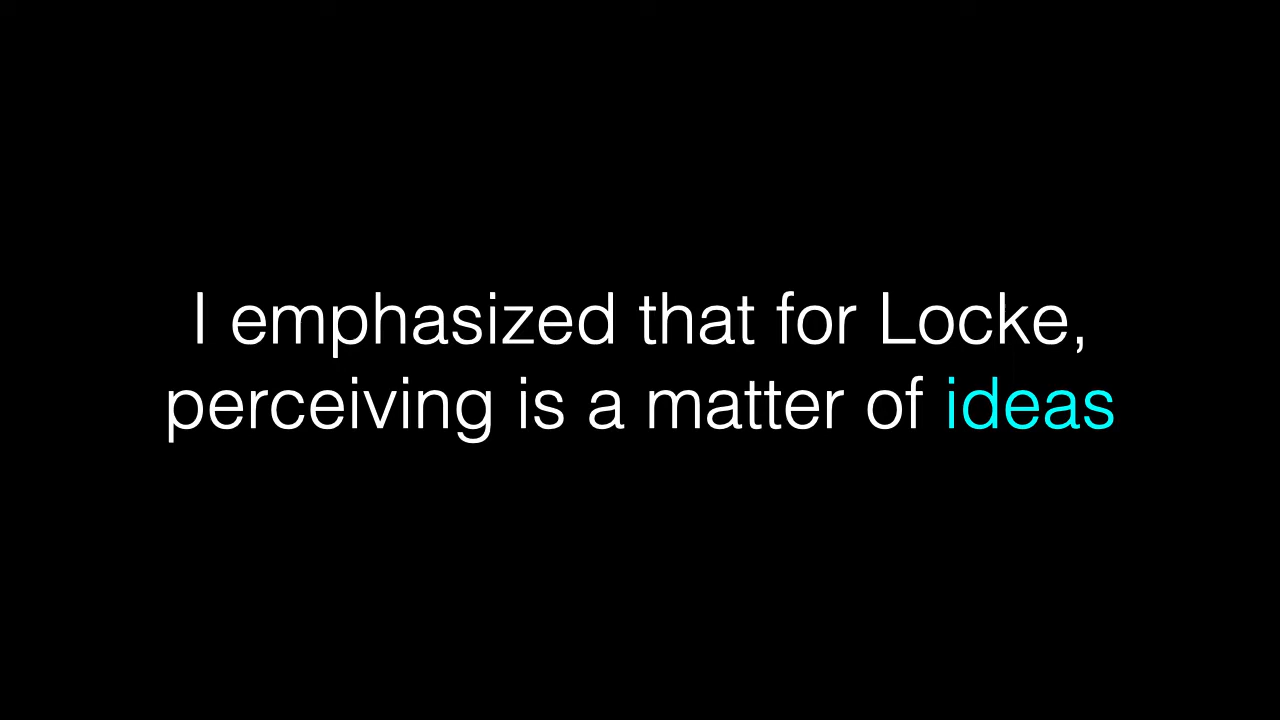 I emphasized that for Locke,
perceiving is a matter of ideas